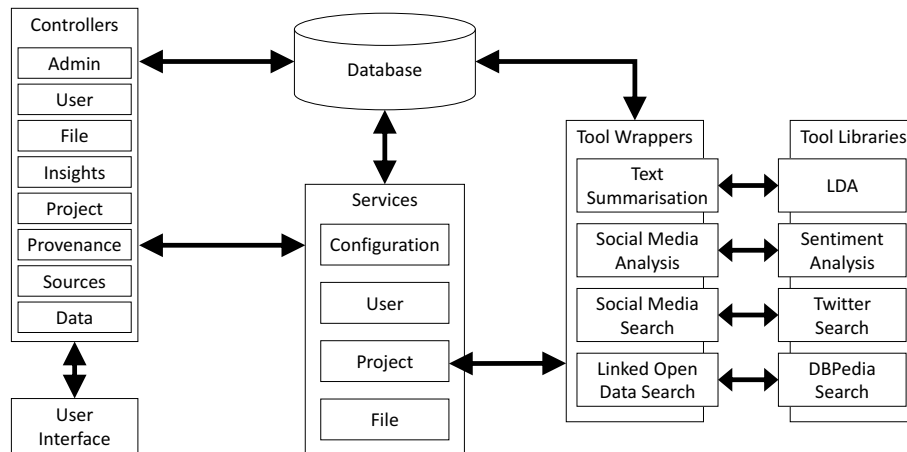 Controllers
Admin
User
File
Insights
Project
Provenance
Sources
Data
User
Interface
Database
Services
Configuration
User
Project
File
Tool Wrappers
Text
Summarisation
Social Media
Analysis
Social Media
Search
Linked Open
Data Search
Tool Libraries
LDA
Sentiment
Analysis
Twitter
Search
DBPedia
Search